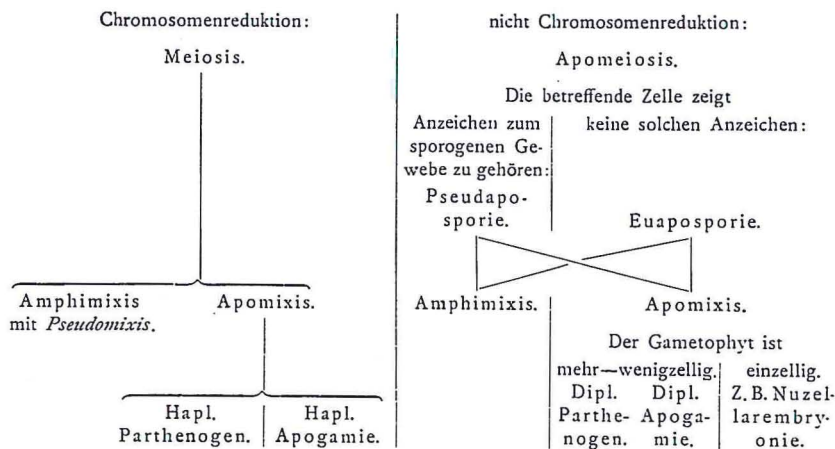 Chromosomenreduktion:
Meiosis.
Amphimixis
mit Pseudomixis.
Apomixis.
Hapl.
Parthenogen.
Hapl.
Apogamie.
nicht Chromosomenreduktion:
Apomeiosis.
Die betreffende Zelle zeigt
Anzeichen zum
sporogenen Ge-
webe zu gehören:
Pseudapo-
sporie.
keine solchen Anzeichen:
Euaposporie.
Amphimixis.
Apomixis.
Der Gametophyt ist
mehr—wenigzellig.
Dipl.
Parthe-
nogen.
Dipl.
Apoga-
mie.
einzellig.
Z. B. Nuzel-
larembry-
onie.